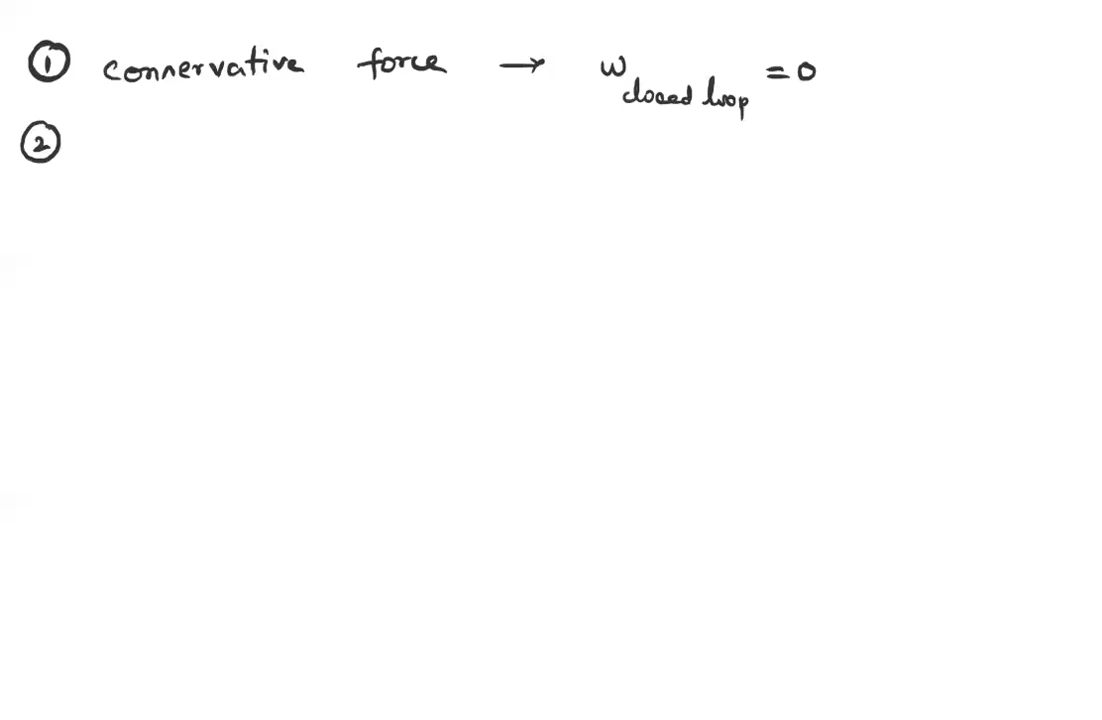 ① conservative force → W closed loop = 0
②